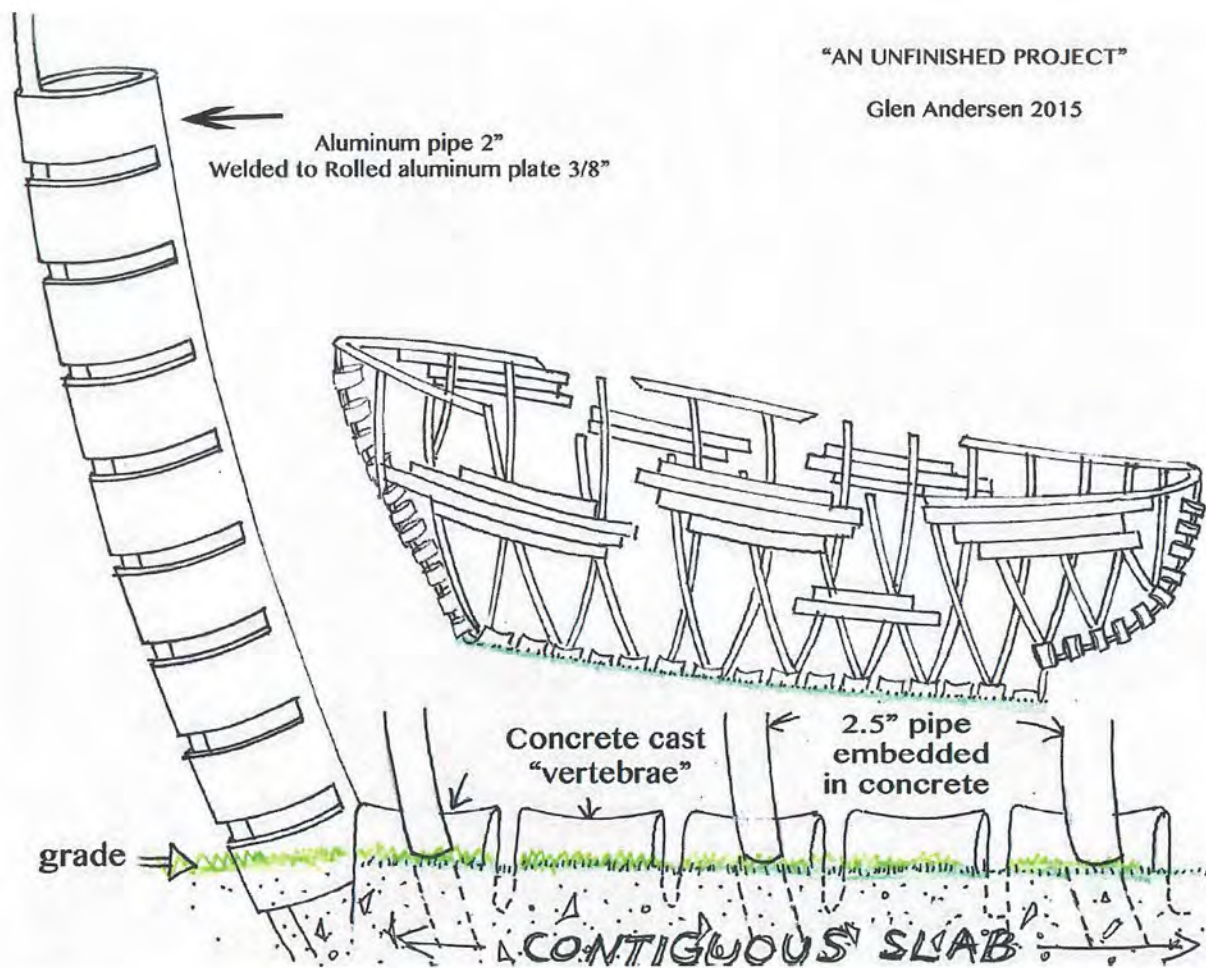 “AN UNFINISHED PROJECT”
Glen Andersen 2015
Aluminum pipe 2”
Welded to Rolled aluminum plate 3/8”
Concrete cast
“vertebrae”
2.5” pipe
embedded
in concrete
grade
CONTIGUOUS SLAB